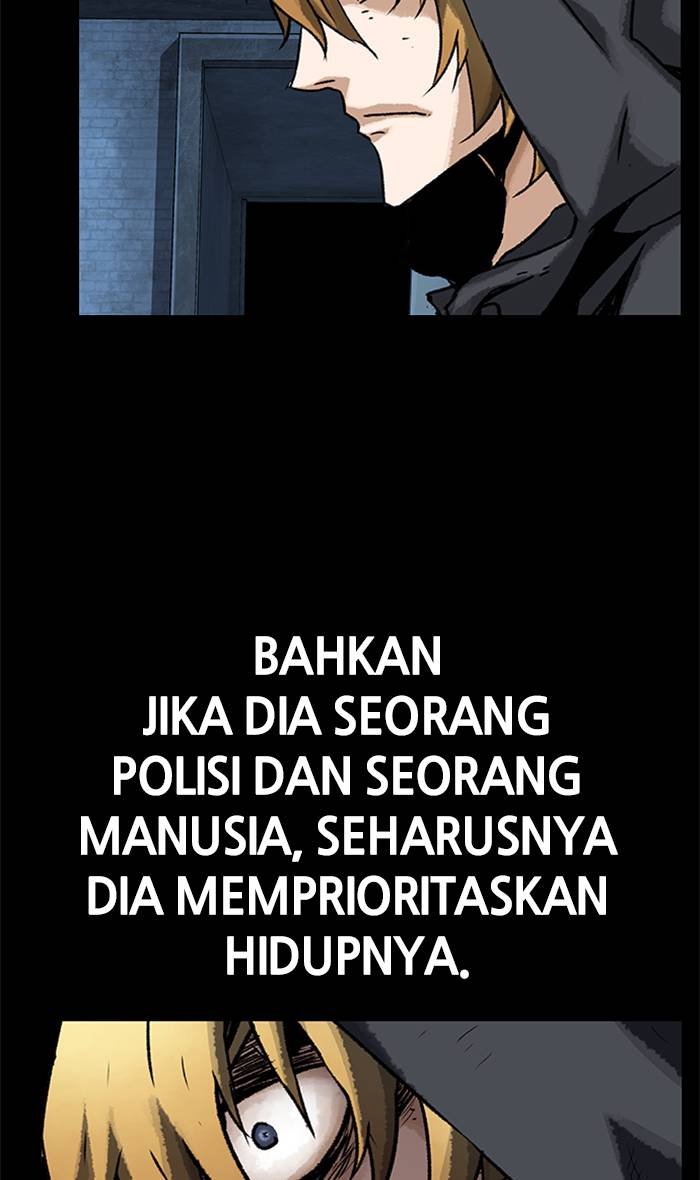 BAHKAN
JIKA DIA SEORANG
POLISI DAN SEORANG
MANUSIA, SEHARUSNYA
DIA MEMPRIORITASKAN
HIDUPNYA.